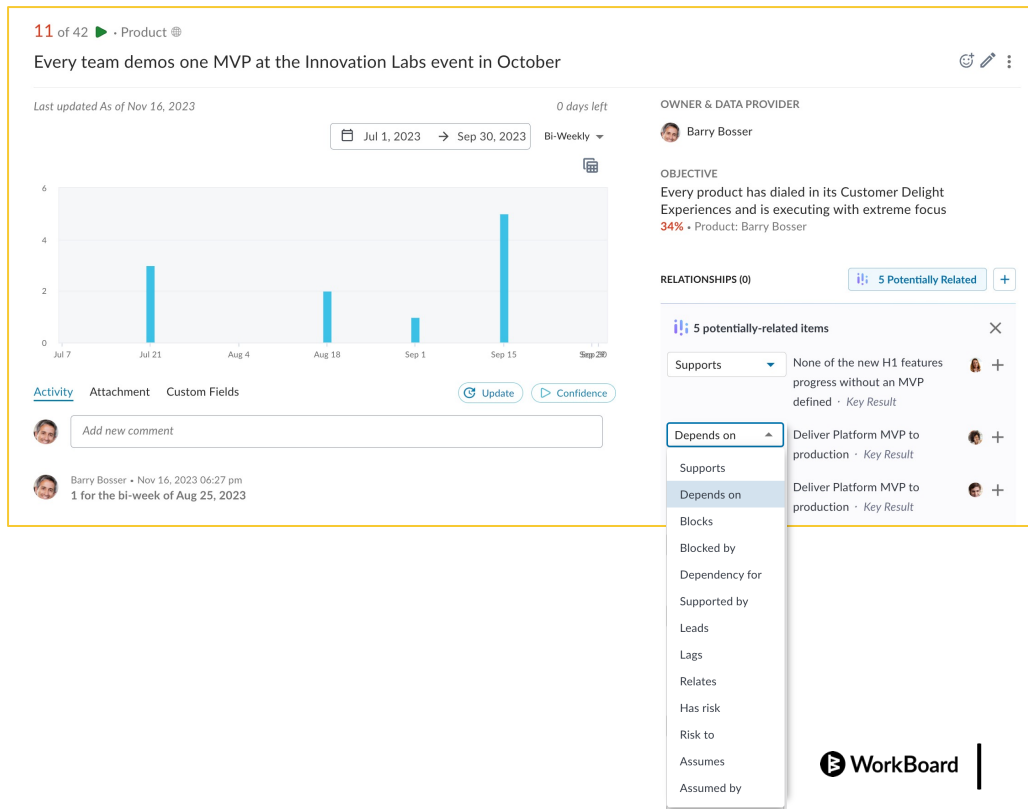 11 of 42 · Product
Every team demos one MVP at the Innovation Labs event in October
Last updated As of Nov 16, 2023
0 days left
Jul 1, 2023 → Sep 30, 2023
Bi-Weekly
6
4
2
0
Jul 7
Jul 21
Aug 4
Aug 18
Sep 1
Sep 15
Activity
Attachment
Custom Fields
Update
Confidence
Add new comment
Barry Bosser • Nov 16, 2023 06:27 pm
1 for the bi-week of Aug 25, 2023
OWNER & DATA PROVIDER
Barry Bosser
OBJECTIVE
Every product has dialed in its Customer Delight
Experiences and is executing with extreme focus
34% • Product: Barry Bosser
RELATIONSHIPS (0)
5 Potentially Related
+
5 potentially-related items
Supports
None of the new H1 features
progress without an MVP
defined · Key Result
+
Depends on
Deliver Platform MVP to
production · Key Result
+
Deliver Platform MVP to
production · Key Result
+
Supports
Depends on
Blocks
Blocked by
Dependency for
Supported by
Leads
Lags
Relates
Has risk
Risk to
Assumes
Assumed by
WorkBoard